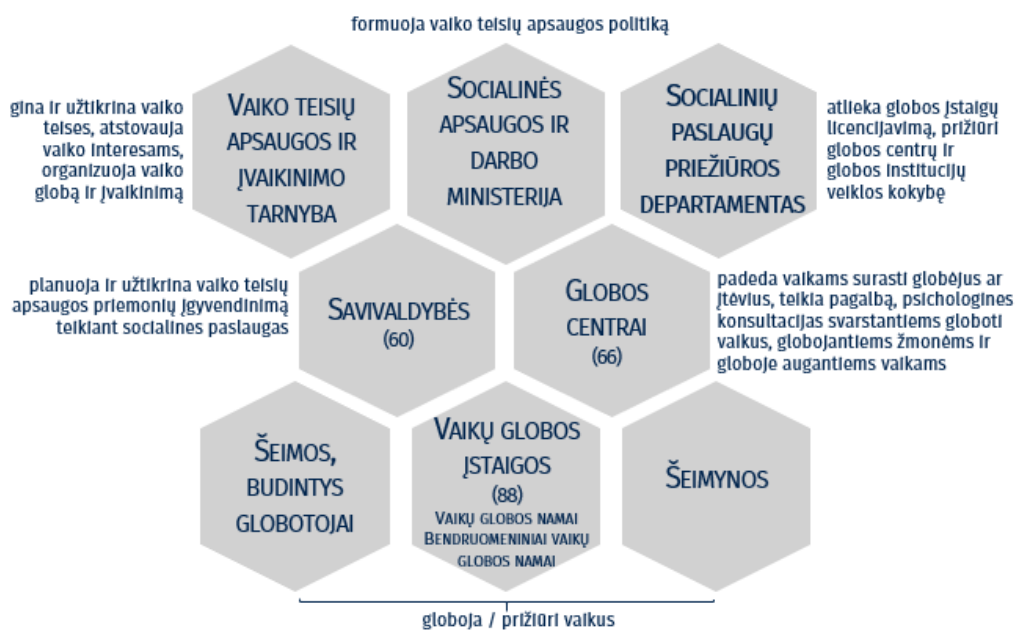 formuoja vaiko teisių apsaugos politiką
gina ir užtikrina vaiko
teises, atstovauja
vaiko interesams,
organizuoja vaiko
globą ir įvaikinimą
VAIKO TEISIŲ
APSAUGOS IR
ĮVAIKINIMO
TARNYBA
SOCIALINĖS
APSAUGOS IR
DARBO
MINISTERIJA
SOCIALINIŲ
PASLAUGŲ
PRIEŽIŪROS
DEPARTAMENTAS
atlieka globos įstaigų
licencijavimą, prižiūri
globos centrų ir
globos institucijų
veiklos kokybę
planuoja ir užtikrina vaiko teisių
apsaugos priemonių įgyvendinimą
teikiant socialines paslaugas
SAVIVALDYBĖS
(60)
GLOBOS
CENTRAI
(66)
padeda vaikams surasti globėjus ar
įtėvius, teikia pagalbą, psichologines
konsultacijas svarstantiems globoti
vaikus, globojantiems žmonėms ir
globoje augantiems vaikams
ŠEIMOS,
BUDINTYS
GLOBOTOJAI
VAIKŲ GLOBOS
ĮSTAIGOS
(88)
VAIKŲ GLOBOS NAMAI
BENDRUOMENINIAI VAIKŲ
GLOBOS NAMAI
ŠEIMYNOS
globoja / prižiūri vaikus